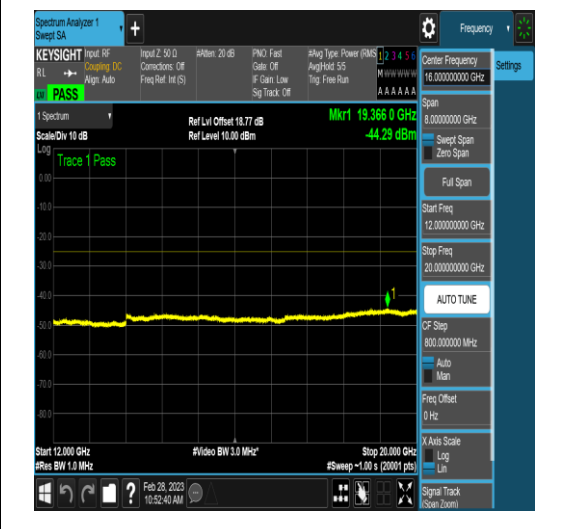 Spectrum Analyzer 1
Swept SA
Frequency
KEYSIGHT
RL
Input: RF
Coupling: DC
Align: Auto
Input Z: 50 Ω
Corrections: Off
Freq Ref: Int (S)
#Atten: 20 dB
PNO: Fast
Gate: Off
IF Gain: Low
Sig Track: Off
#Avg Type: Power (RMS
Avg|Hold: 5/5
Trig: Free Run
1 2 3 4 5 6
M w w w w w
A A A A A A
PASS
1 Spectrum
Scale/Div 10 dB
Ref Lvl Offset 18.77 dB
Ref Level 10.00 dBm
Mkr1 19.366 0 GHz
-44.29 dBm
Log
Trace 1 Pass
0.00
-10.0
-20.0
-30.0
-40.0
-50.0
-60.0
-70.0
-80.0
1
Start 12.000 GHz
#Res BW 1.0 MHz
#Video BW 3.0 MHz*
Stop 20.000 GHz
#Sweep ~1.00 s (20001 pts)
Feb 28, 2023
10:52:40 AM
?
Center Frequency
16.000000000 GHz
Settings
Span
8.00000000 GHz
Swept Span
Zero Span
Full Span
Start Freq
12.000000000 GHz
Stop Freq
20.000000000 GHz
AUTO TUNE
CF Step
800.000000 MHz
Auto
Man
Freq Offset
0 Hz
X Axis Scale
Log
Lin
Signal Track
(Span Zoom)